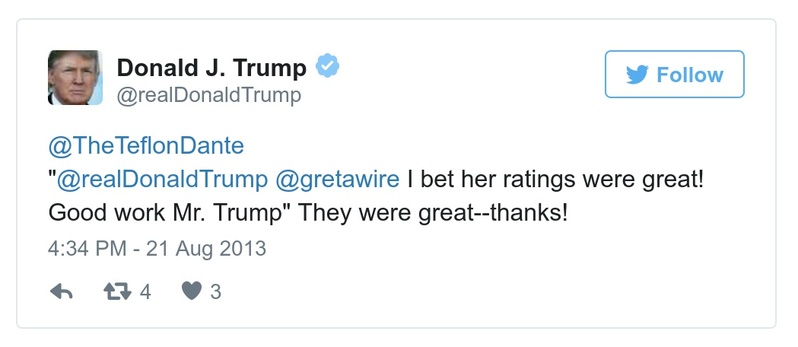 Donald J. Trump
@realDonaldTrump
Follow
@TheTeflonDante
"@realDonaldTrump @gretawire I bet her ratings were great!
Good work Mr. Trump" They were great--thanks!
4:34 PM - 21 Aug 2013
4 3